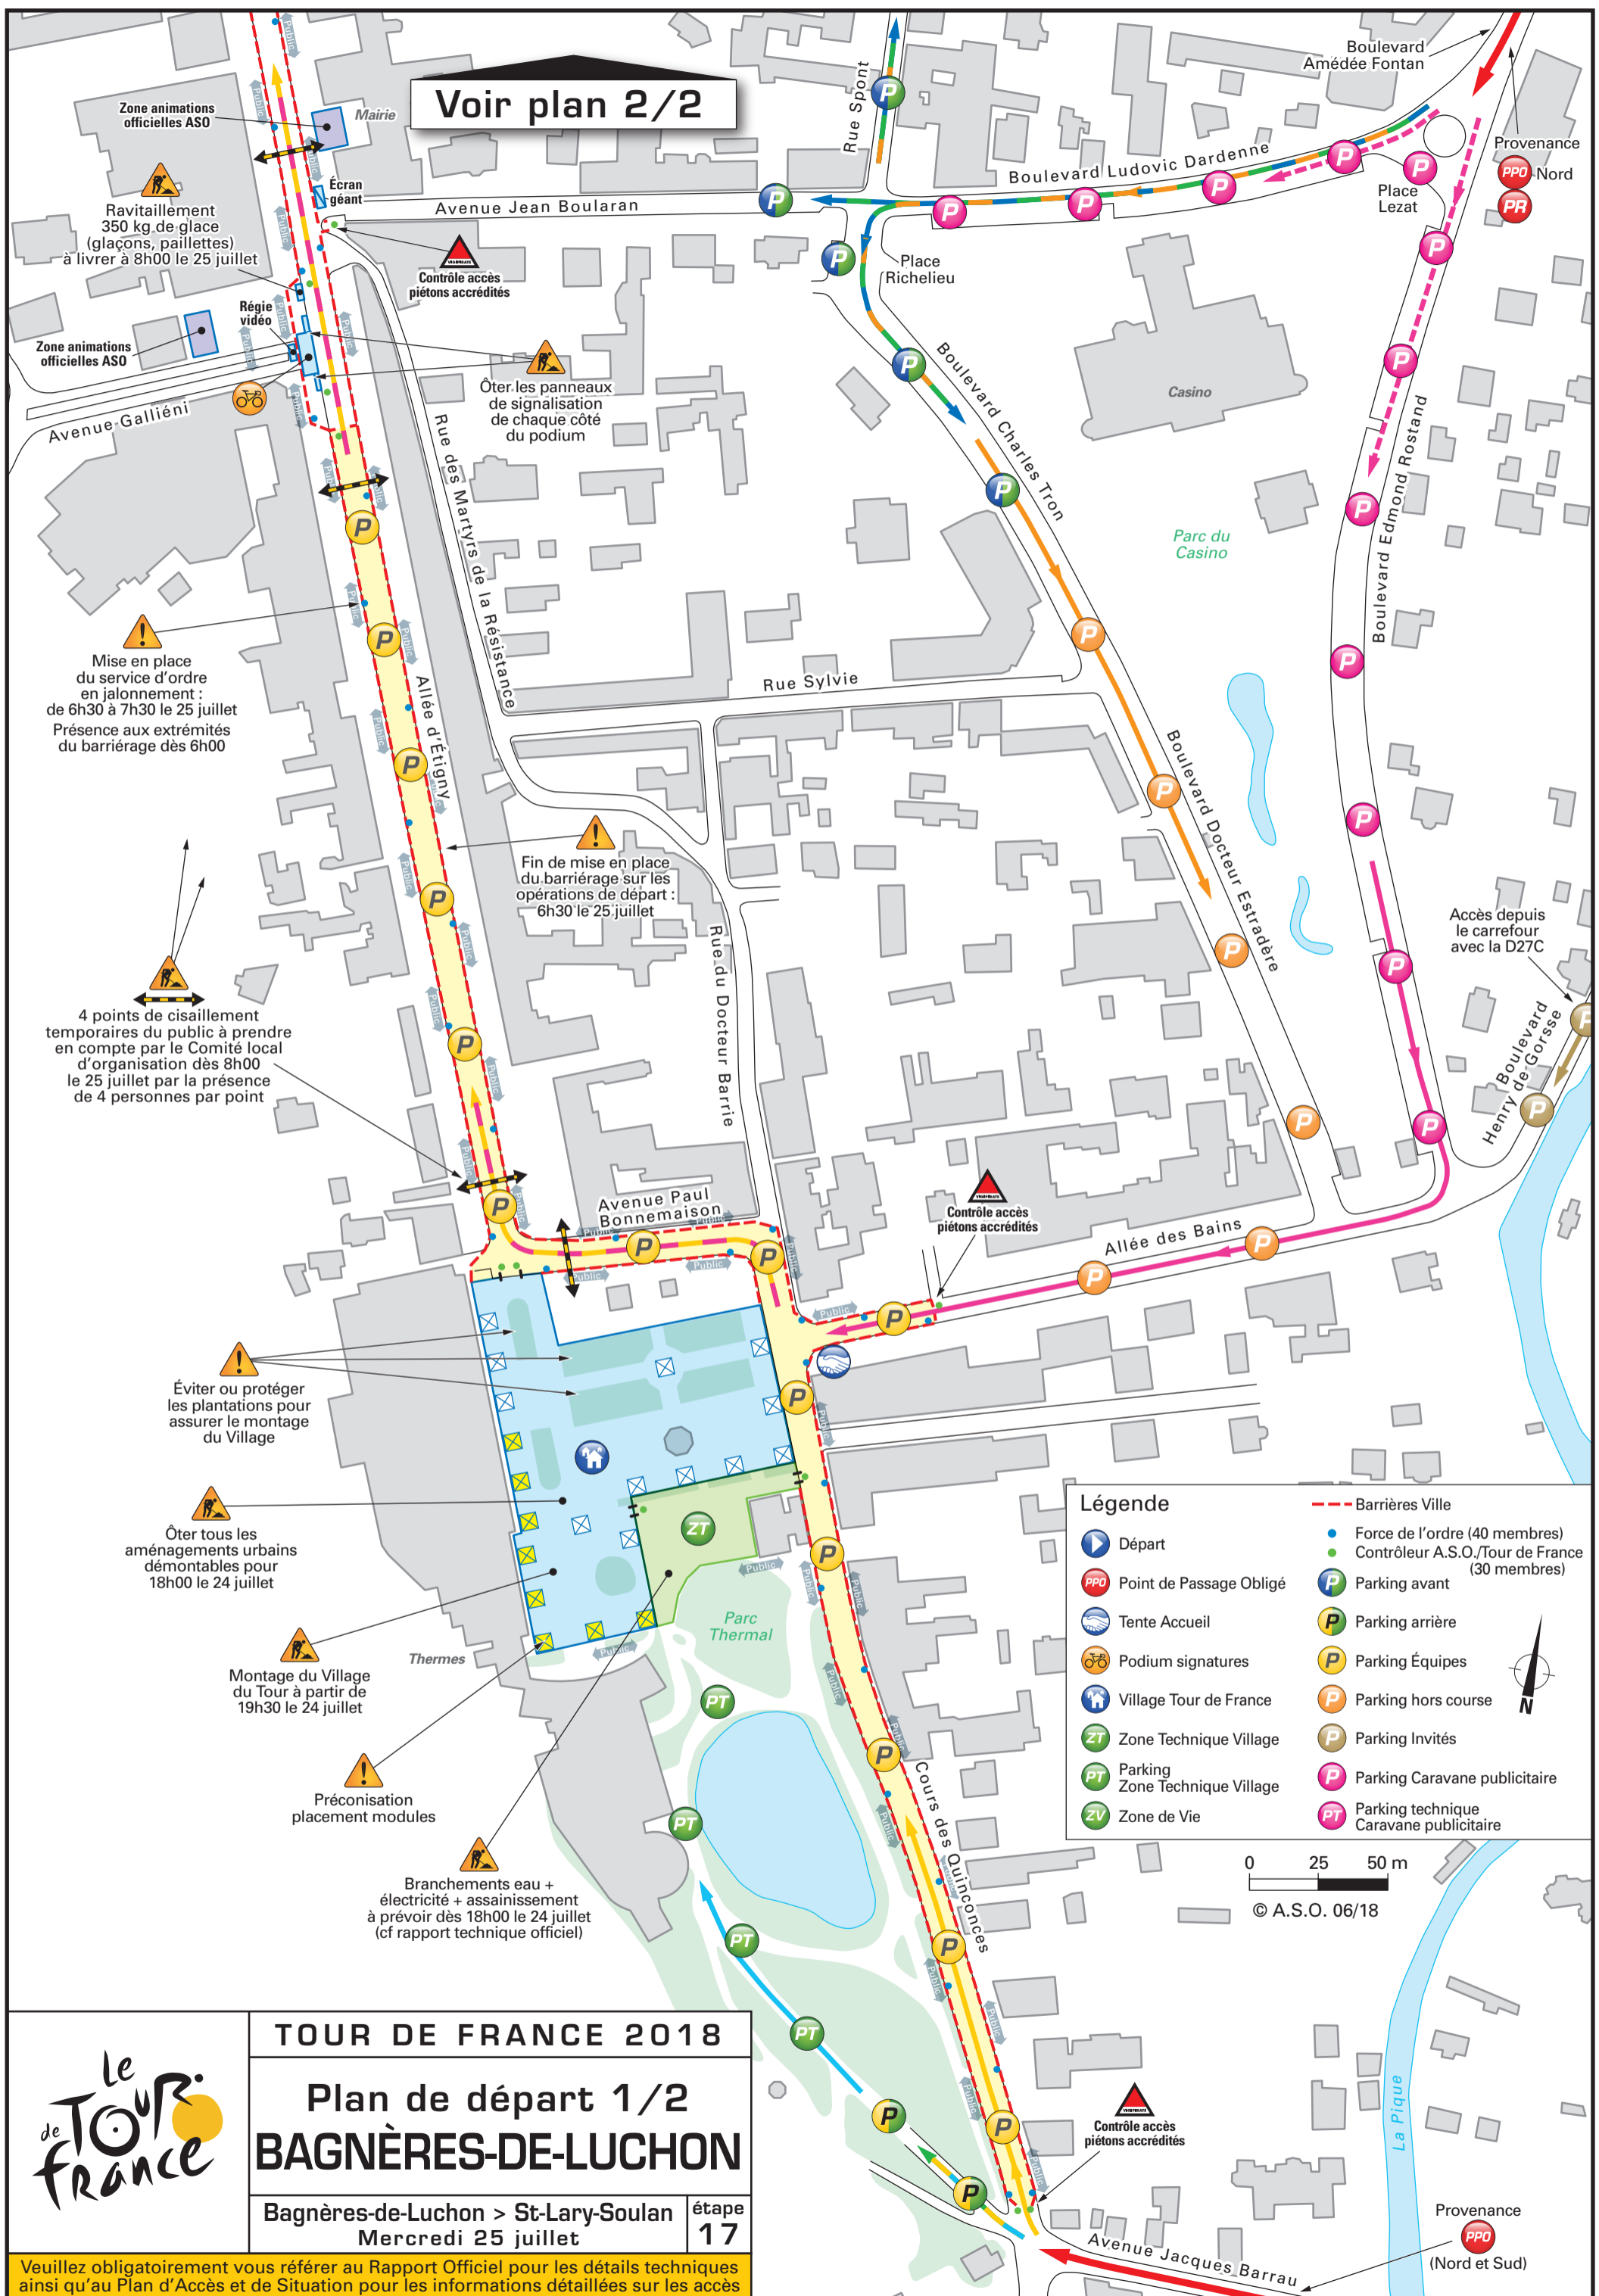 Voir plan 2/2
Zone animations
officielles ASO
Mairie
Écran
géant
Ravitaillement
350 kg de glace
(glaçons, paillettes)
à livrer à 8h00 le 25 juillet
Régie
vidéo
Zone animations
officielles ASO
Avenue Galliéni
Avenue Jean Boularan
Contrôle accès
piétons accrédités
Ôter les panneaux
de signalisation
de chaque côté
du podium
Rue Spont
Boulevard
Amédée Fontan
Boulevard Ludovic Dardenne
Provenance
PPO Nord
PR
Place
Lezat
Place
Richelieu
Boulevard Charles Tron
Casino
Parc du
Casino
Boulevard Edmond Rostand
Rue des Martyrs de la Résistance
Rue Sylvie
Mise en place
du service d'ordre
en jalonnement :
de 6h30 à 7h30 le 25 juillet
Présence aux extrémités
du barriérage dès 6h00
Allée d'Étigny
Fin de mise en place
du barriérage sur les
opérations de départ :
6h30 le 25 juillet
Boulevard Docteur Estradère
Rue du Docteur Barrie
Accès depuis
le carrefour
avec la D27C
Boulevard
Henry de Gorsse
4 points de cisaillement
temporaires du public à prendre
en compte par le Comité local
d'organisation dès 8h00
le 25 juillet par la présence
de 4 personnes par point
Avenue Paul
Bonnemaison
Contrôle accès
piétons accrédités
Allée des Bains
Public
Éviter ou protéger
les plantations pour
assurer le montage
du Village
Ôter tous les
aménagements urbains
démontables pour
18h00 le 24 juillet
ZT
Montage du Village
du Tour à partir de
19h30 le 24 juillet
Thermes
Parc
Thermal
PT
Préconisation
placement modules
PT
Branchements eau +
électricité + assainissement
à prévoir dès 18h00 le 24 juillet
(cf rapport technique officiel)
PT
PT
Cours des Quinconces
Légende
Départ
PPO Point de Passage Obligé
Tente Accueil
Podium signatures
Village Tour de France
ZT Zone Technique Village
PT Parking
Zone Technique Village
ZV Zone de Vie
Barrières Ville
Force de l'ordre (40 membres)
Contrôleur A.S.O./Tour de France
(30 membres)
P Parking avant
P Parking arrière
P Parking Équipes
P Parking hors course
P Parking Invités
P Parking Caravane publicitaire
PT Parking technique
Caravane publicitaire
N
0 25 50 m
© A.S.O. 06/18
La Pique
Contrôle accès
piétons accrédités
Avenue Jacques Barrau
Provenance
PPO
(Nord et Sud)
Le
de TOUR
france
TOUR DE FRANCE 2018
Plan de départ 1/2
BAGNÈRES-DE-LUCHON
Bagnères-de-Luchon > St-Lary-Soulan
Mercredi 25 juillet
étape
17
Veuillez obligatoirement vous référer au Rapport Officiel pour les détails techniques
ainsi qu'au Plan d'Accès et de Situation pour les informations détaillées sur les accès